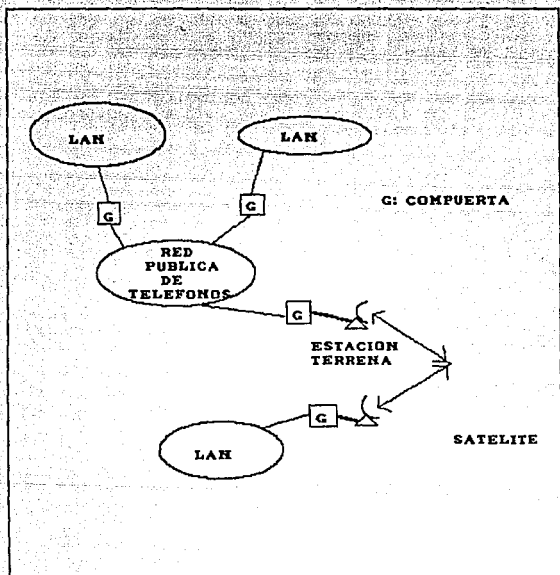 LAN
LAN
G
G
G: COMPUERTA
RED
PUBLICA
DE
TELEFONOS
G
ESTACION
TERRENA
G
LAN
SATELITE